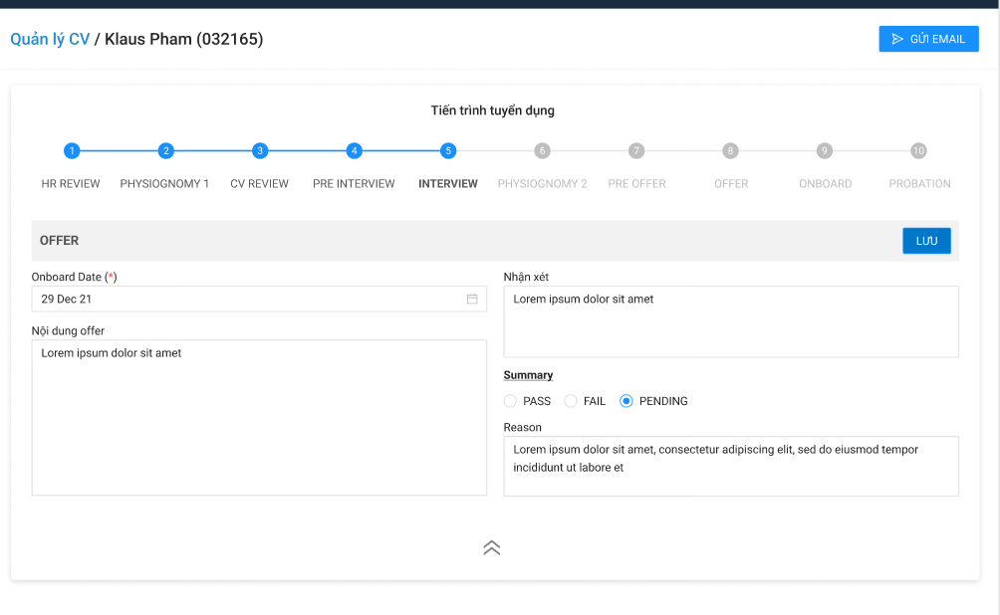 Quản lý CV / Klaus Pham (032165)
GỬI EMAIL
Tiến trình tuyển dụng
1 2 3 4 5 6 7 8 9 10
HR REVIEW PHYSIOGNOMY 1 CV REVIEW PRE INTERVIEW INTERVIEW PHYSIOGNOMY 2 PRE OFFER OFFER ONBOARD PROBATION
OFFER
LƯU
Onboard Date (*)
29 Dec 21
Nội dung offer
Lorem ipsum dolor sit amet
Nhận xét
Lorem ipsum dolor sit amet
Summary
PASS FAIL PENDING
Reason
Lorem ipsum dolor sit amet, consectetur adipiscing elit, sed do eiusmod tempor
incididunt ut labore et